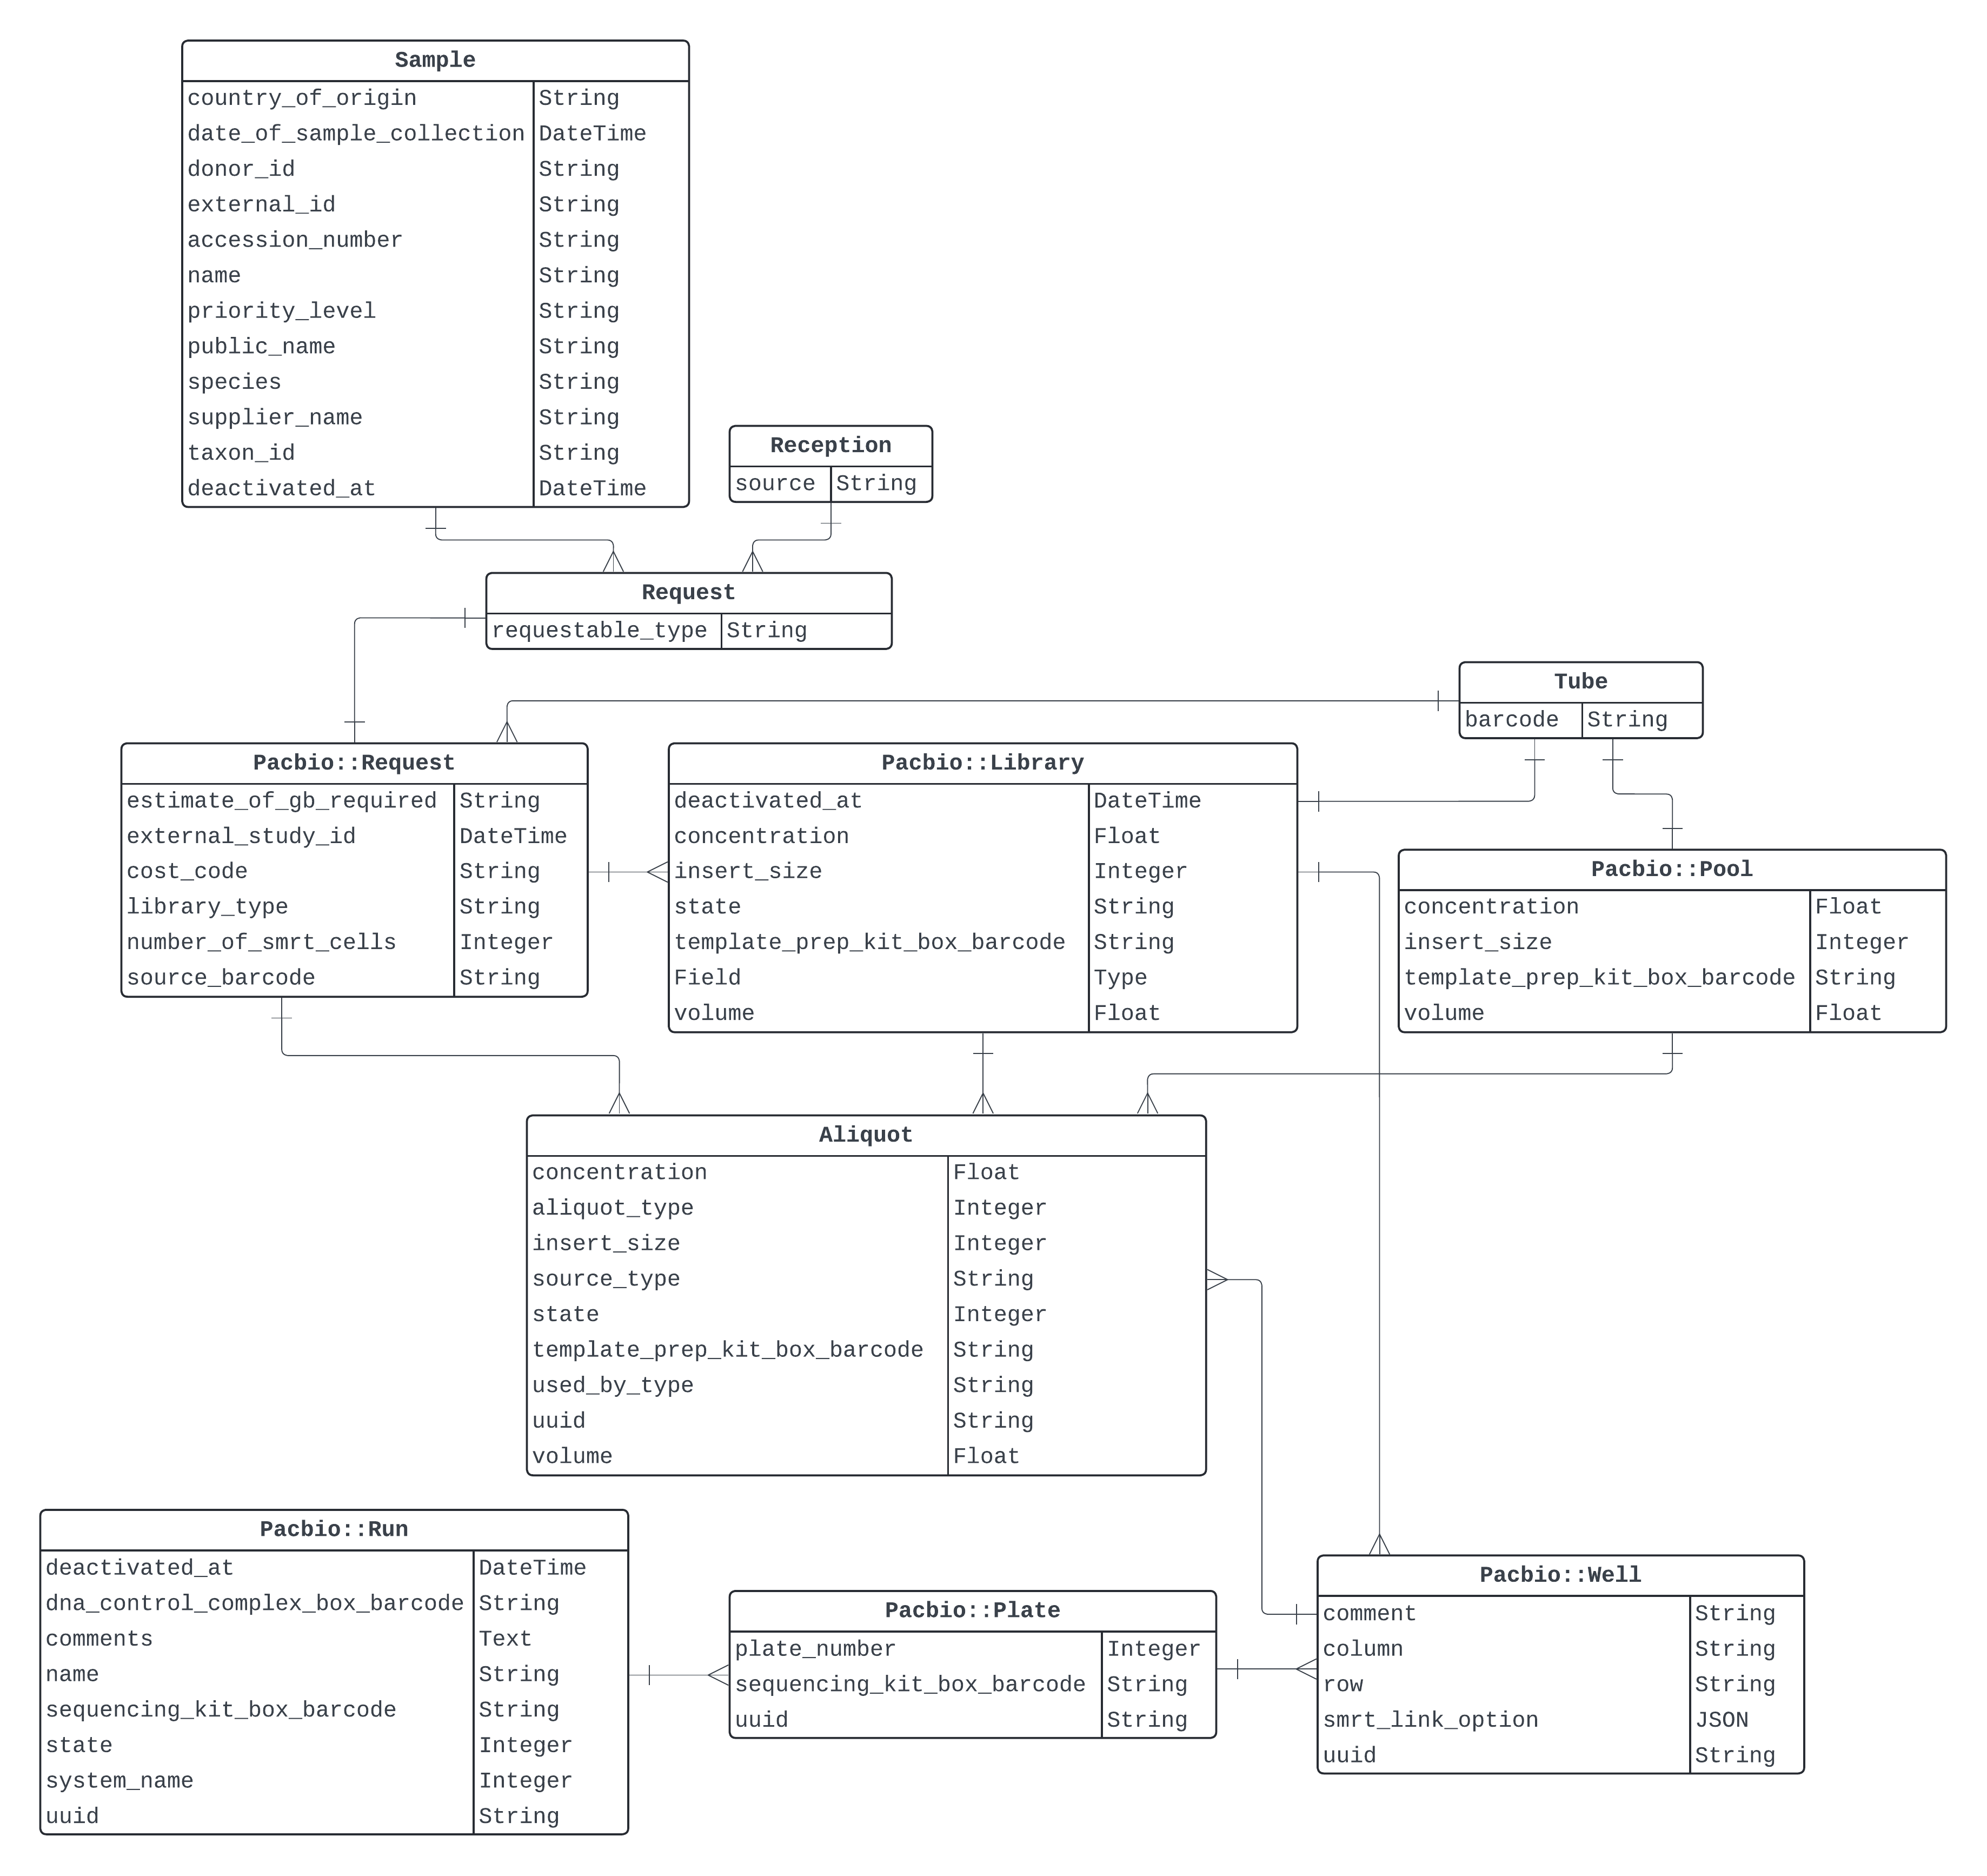 Sample
country_of_origin String
date_of_sample_collection DateTime
donor_id String
external_id String
accession_number String
name String
priority_level String
public_name String
species String
supplier_name String
taxon_id String
deactivated_at DateTime
Reception
source String
Request
requestable_type String
Tube
barcode String
Pacbio::Request
estimate_of_gb_required String
external_study_id DateTime
cost_code String
library_type String
number_of_smrt_cells Integer
source_barcode String
Pacbio::Library
deactivated_at DateTime
concentration Float
insert_size Integer
state String
template_prep_kit_box_barcode String
Field Type
volume Float
Pacbio::Pool
concentration Float
insert_size Integer
template_prep_kit_box_barcode String
volume Float
Aliquot
concentration Float
aliquot_type Integer
insert_size Integer
source_type String
state Integer
template_prep_kit_box_barcode String
used_by_type String
uuid String
volume Float
Pacbio::Run
deactivated_at DateTime
dna_control_complex_box_barcode String
comments Text
name String
sequencing_kit_box_barcode String
state Integer
system_name Integer
uuid String
Pacbio::Plate
plate_number Integer
sequencing_kit_box_barcode String
uuid String
Pacbio::Well
comment String
column String
row String
smrt_link_option JSON
uuid String